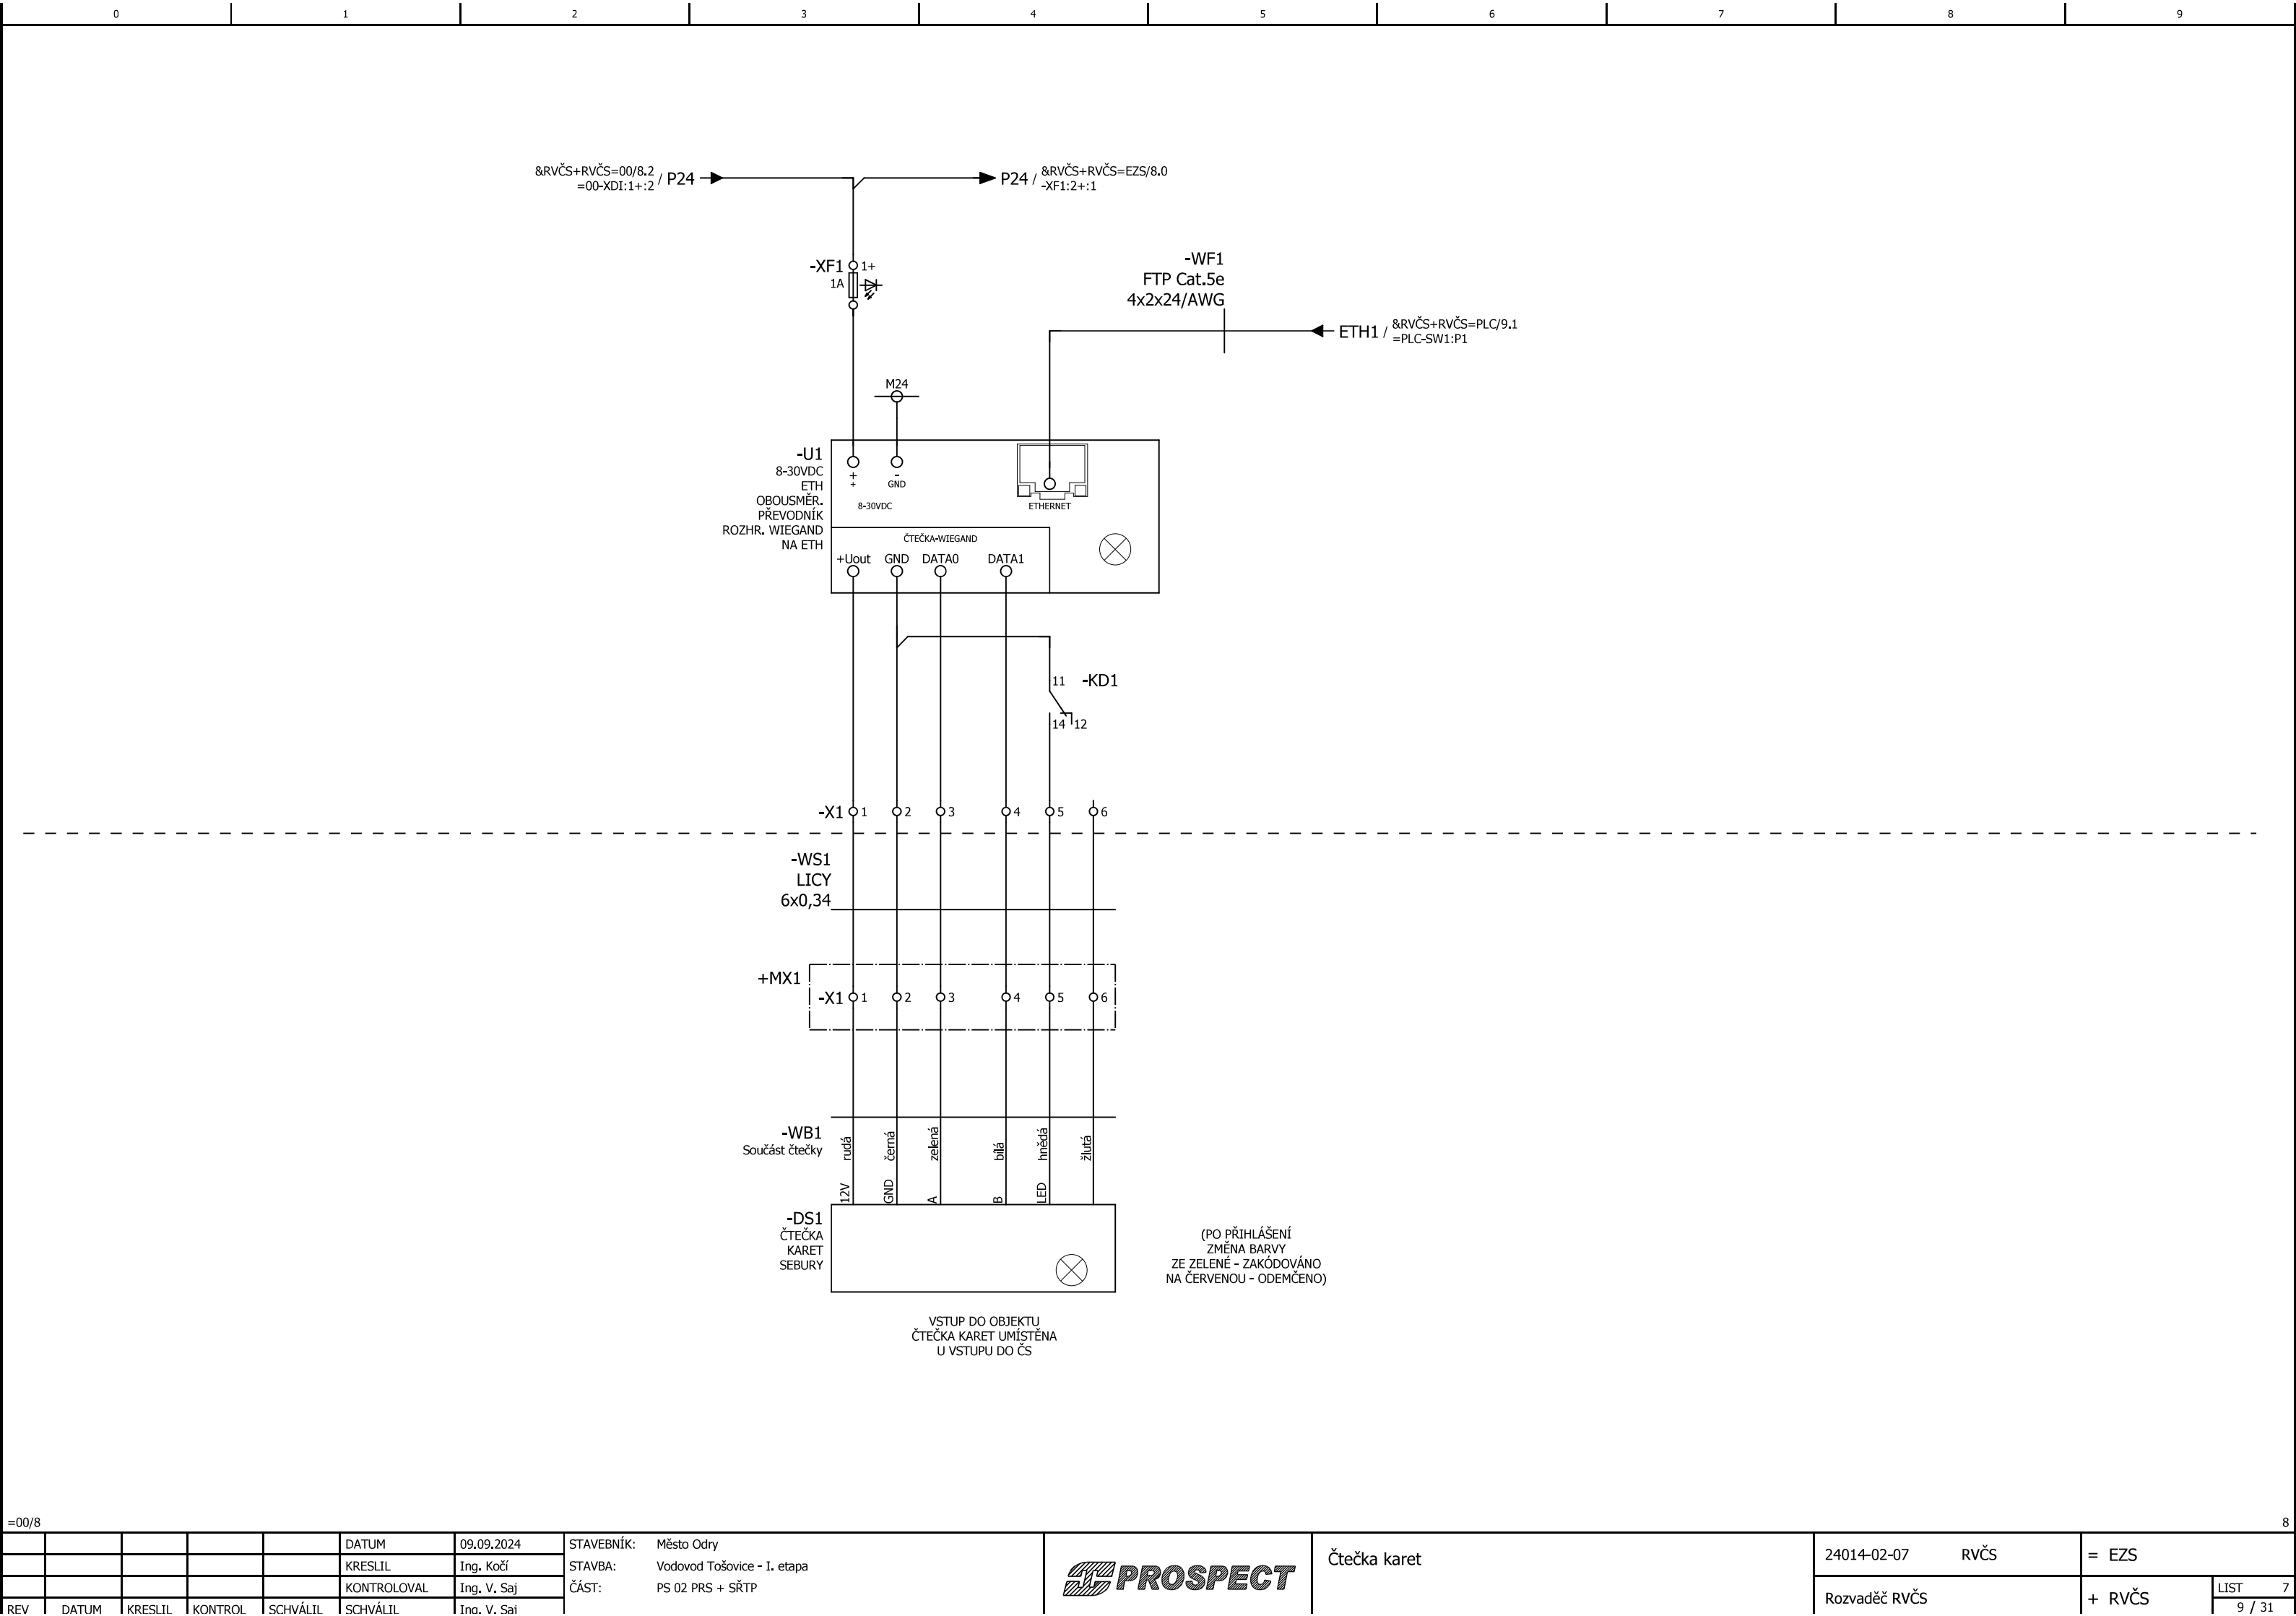 0 1 2 3 4 5 6 7 8 9
&RVČS+RVČS=00/8.2
=00-XDI:1+:2 / P24
P24 / &RVČS+RVČS=EZS/8.0
-XF1:2+:1
-XF1 1+
1A
-WF1
FTP Cat.5e
4x2x24/AWG
ETH1 / &RVČS+RVČS=PLC/9.1
=PLC-SW1:P1
M24
-U1
8-30VDC
ETH
OBOUSMĚR.
PŘEVODNÍK
ROZHR. WIEGAND
NA ETH
+ -
+ GND
8-30VDC
ETHERNET
ČTEČKA-WIEGAND
+Uout GND DATA0 DATA1
11 -KD1
14 12
-X1 1 2 3 4 5 6
-WS1
LICY
6x0,34
+MX1
-X1 1 2 3 4 5 6
-WB1
Součást čtečky
rudá černá zelená bílá hnědá žlutá
12V GND A B LED
-DS1
ČTEČKA
KARET
SEBURY
(PO PŘIHLÁŠENÍ
ZMĚNA BARVY
ZE ZELENÉ - ZAKÓDOVÁNO
NA ČERVENOU - ODEMČENO)
VSTUP DO OBJEKTU
ČTEČKA KARET UMÍSTĚNA
U VSTUPU DO ČS
=00/8 8
DATUM 09.09.2024
KRESLIL Ing. Kočí
KONTROLOVAL Ing. V. Saj
REV DATUM KRESLIL KONTROL SCHVÁLIL SCHVÁLIL Ing. V. Saj
STAVEBNÍK: Město Odry
STAVBA: Vodovod Tošovice - I. etapa
ČÁST: PS 02 PRS + SŘTP
PROSPECT
Čtečka karet
24014-02-07 RVČS
Rozvaděč RVČS
= EZS
+ RVČS
LIST 7
9 / 31